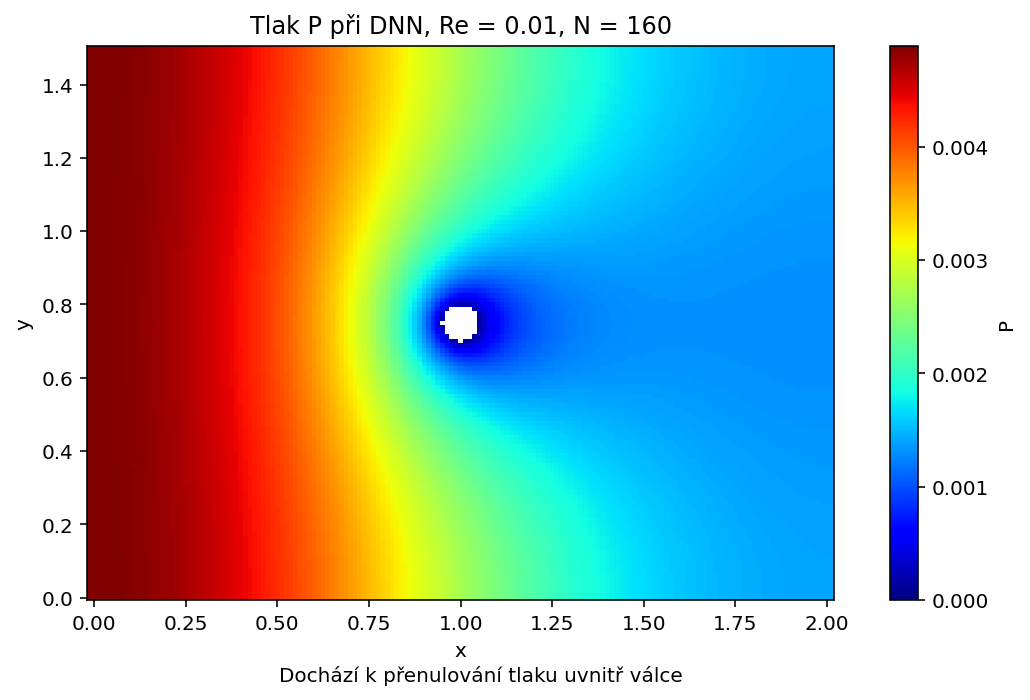 Tlak P při DNN, Re = 0.01, N = 160
1.4
1.2
1.0
0.8
0.6
0.4
0.2
0.0
y
0.00 0.25 0.50 0.75 1.00 1.25 1.50 1.75 2.00
x
Dochází k přenulování tlaku uvnitř válce
0.004
0.003
0.002
0.001
0.000
P